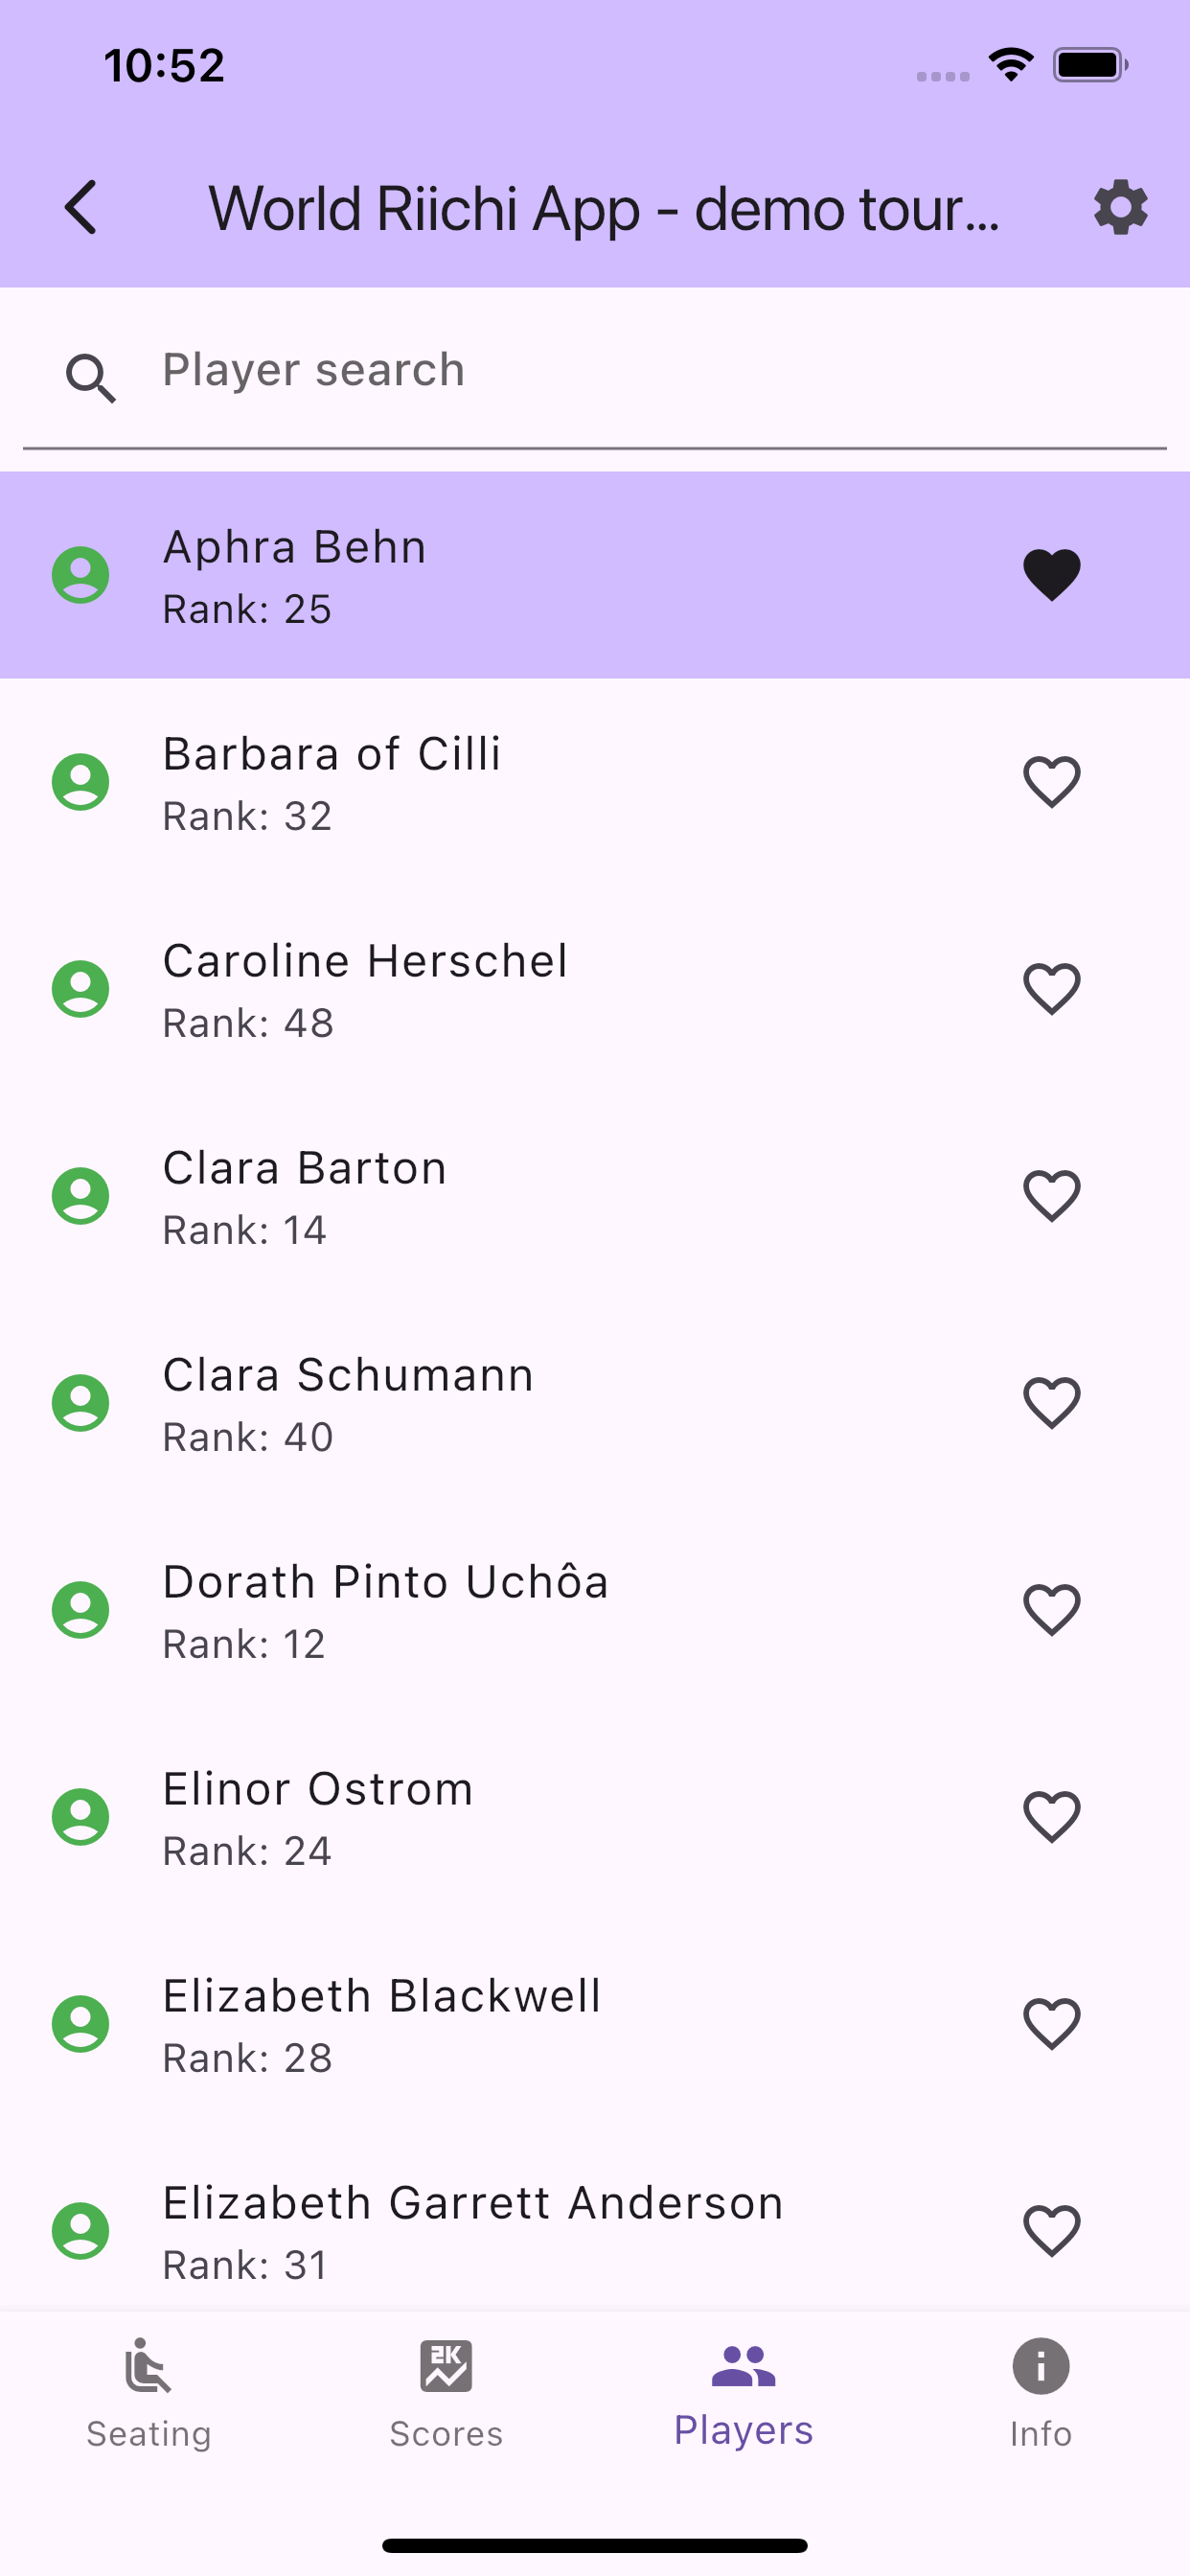 10:52
World Riichi App - demo tour...
Player search
Aphra Behn
Rank: 25
Barbara of Cilli
Rank: 32
Caroline Herschel
Rank: 48
Clara Barton
Rank: 14
Clara Schumann
Rank: 40
Dorath Pinto Uchôa
Rank: 12
Elinor Ostrom
Rank: 24
Elizabeth Blackwell
Rank: 28
Elizabeth Garrett Anderson
Rank: 31
2K
Seating
Scores
Players
Info